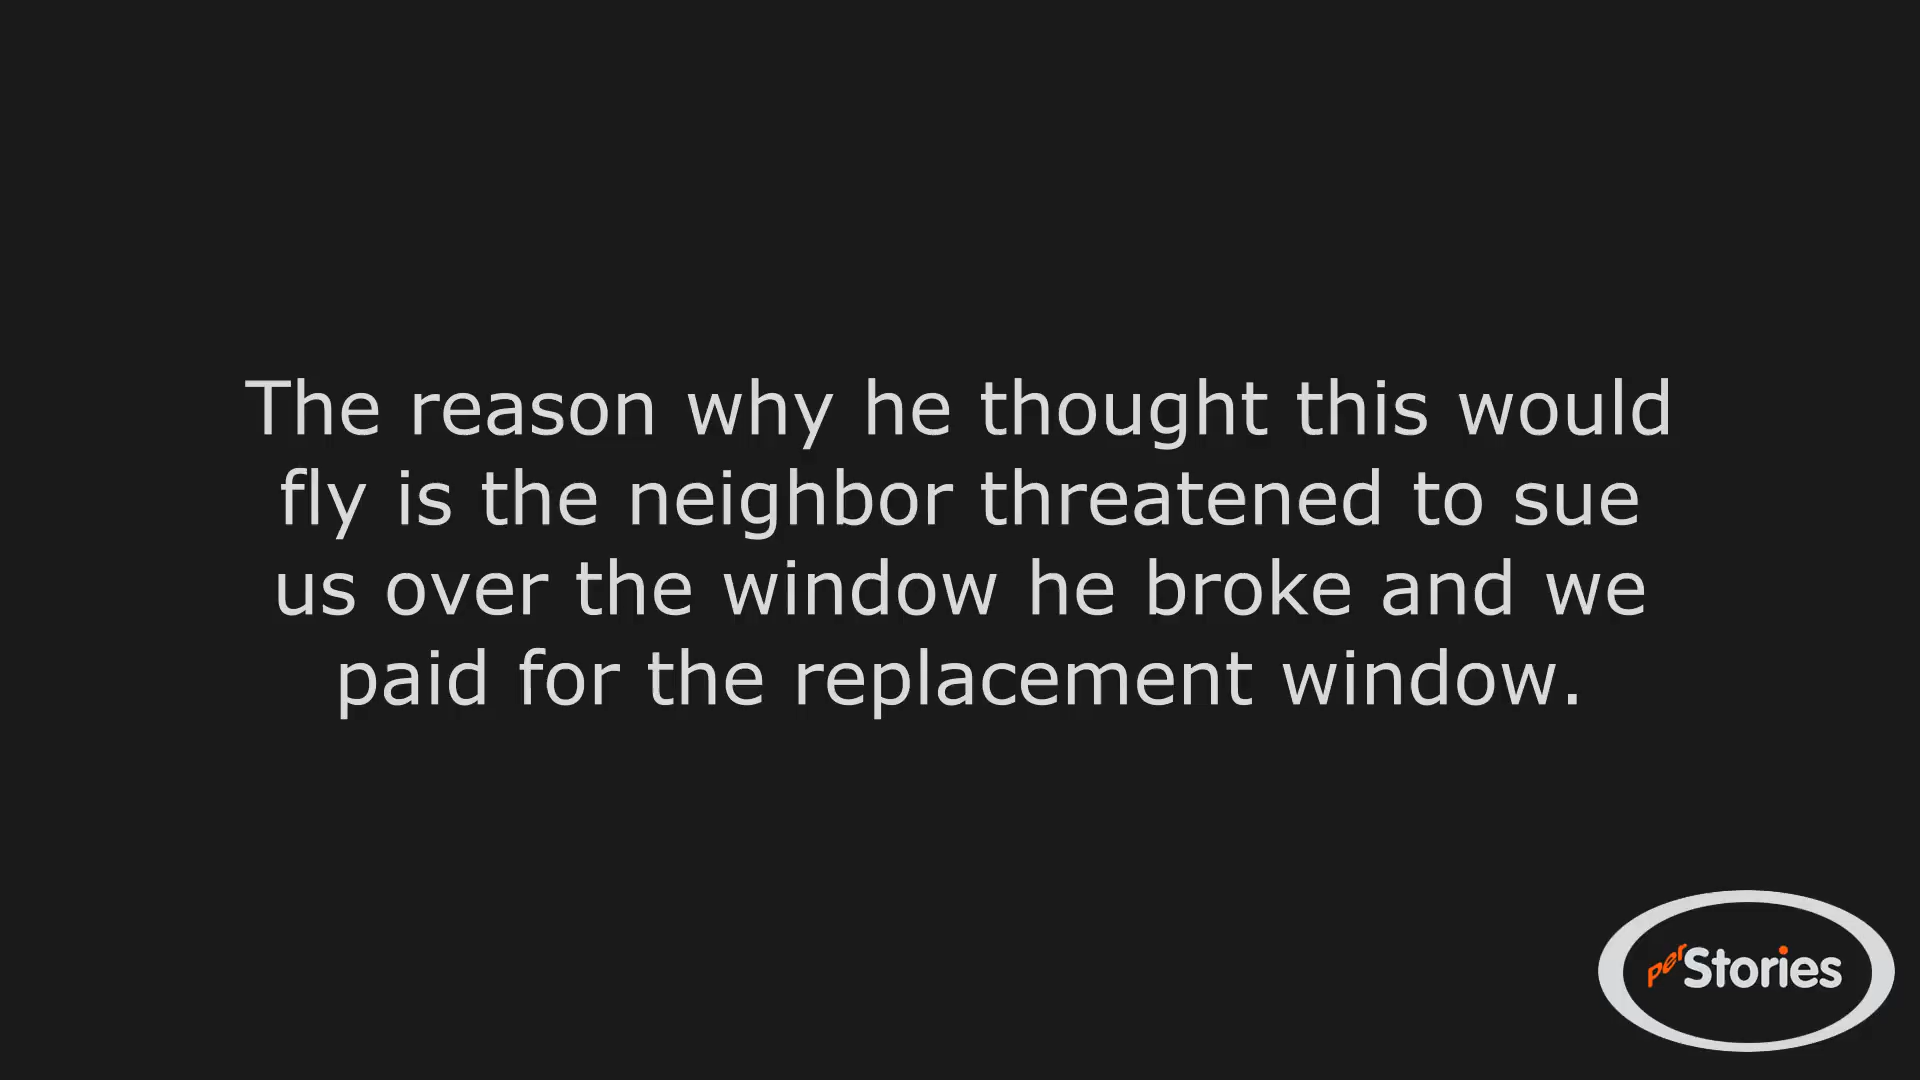 The reason why he thought this would
fly is the neighbor threatened to sue
us over the window he broke and we
paid for the replacement window.
perStories